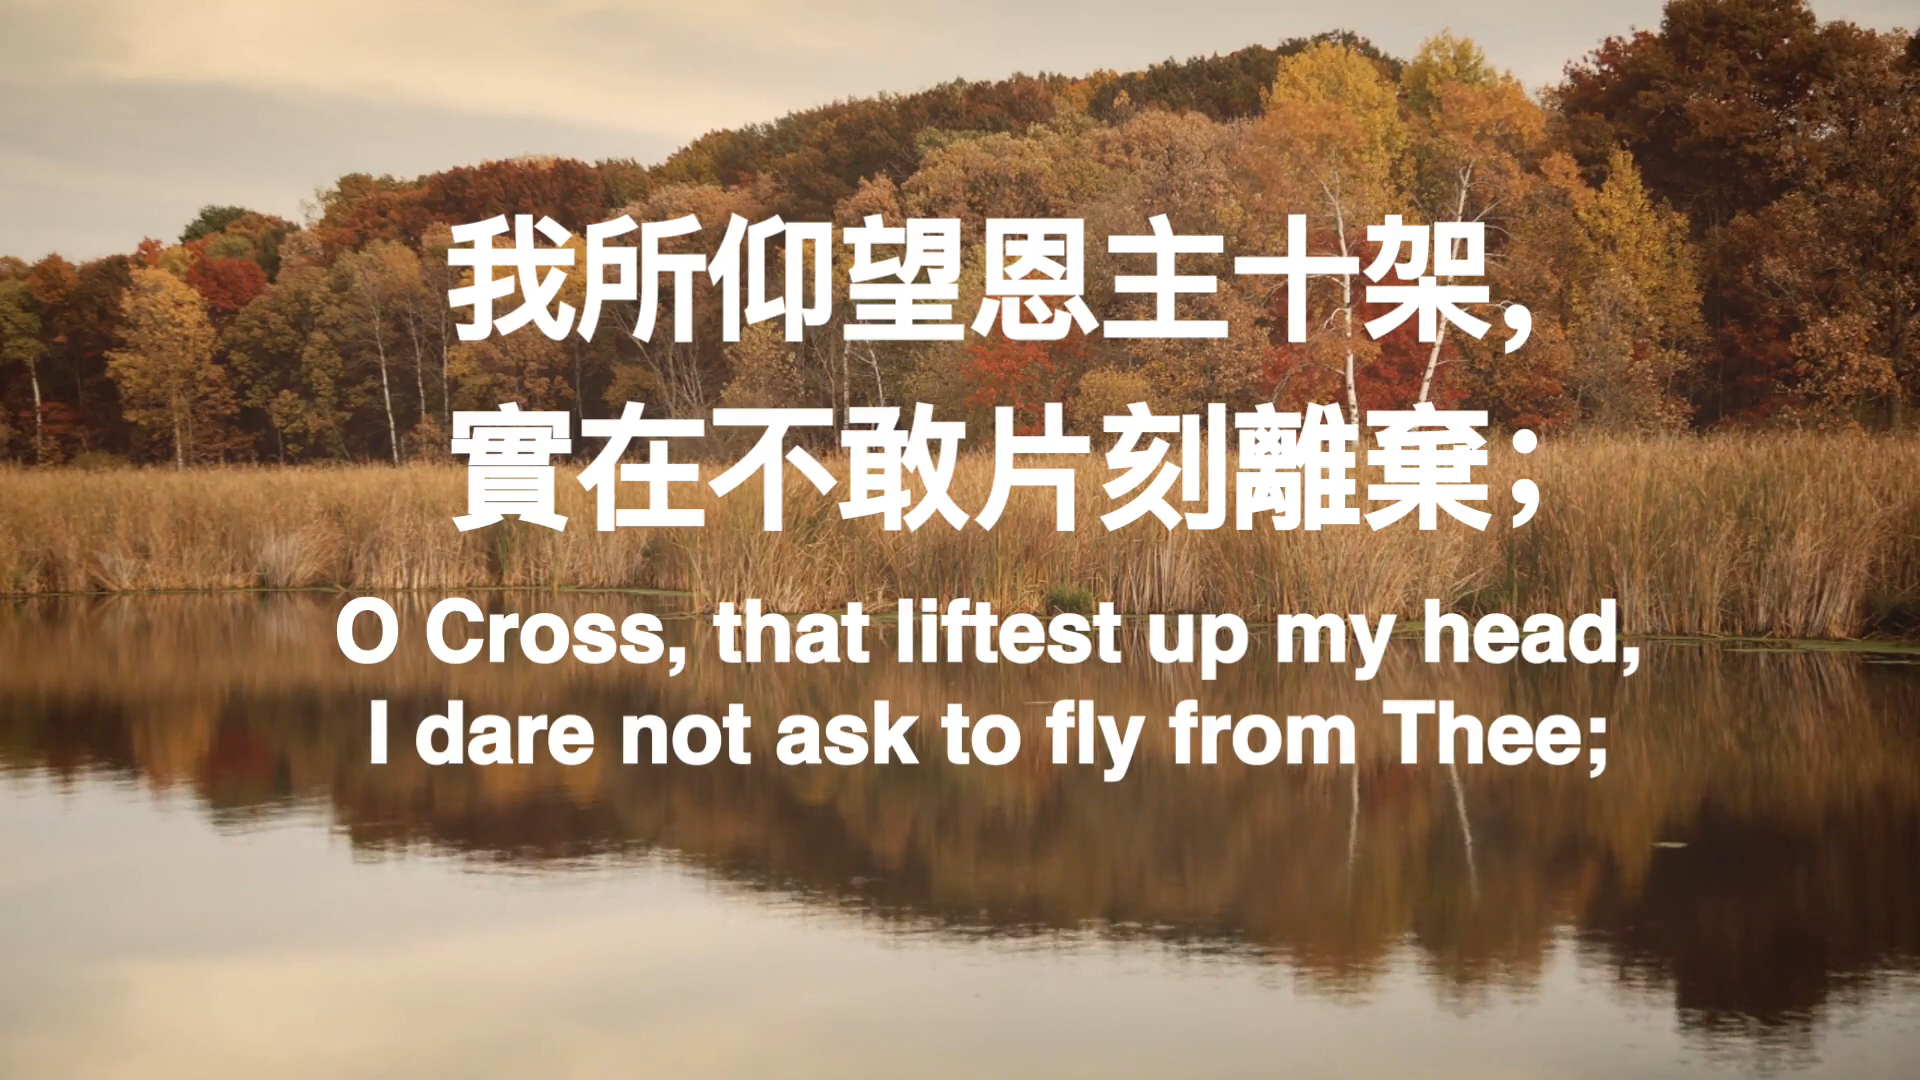 我所仰望恩主十架,
實在不敢片刻離棄;
O Cross, that liftest up my head,
I dare not ask to fly from Thee;